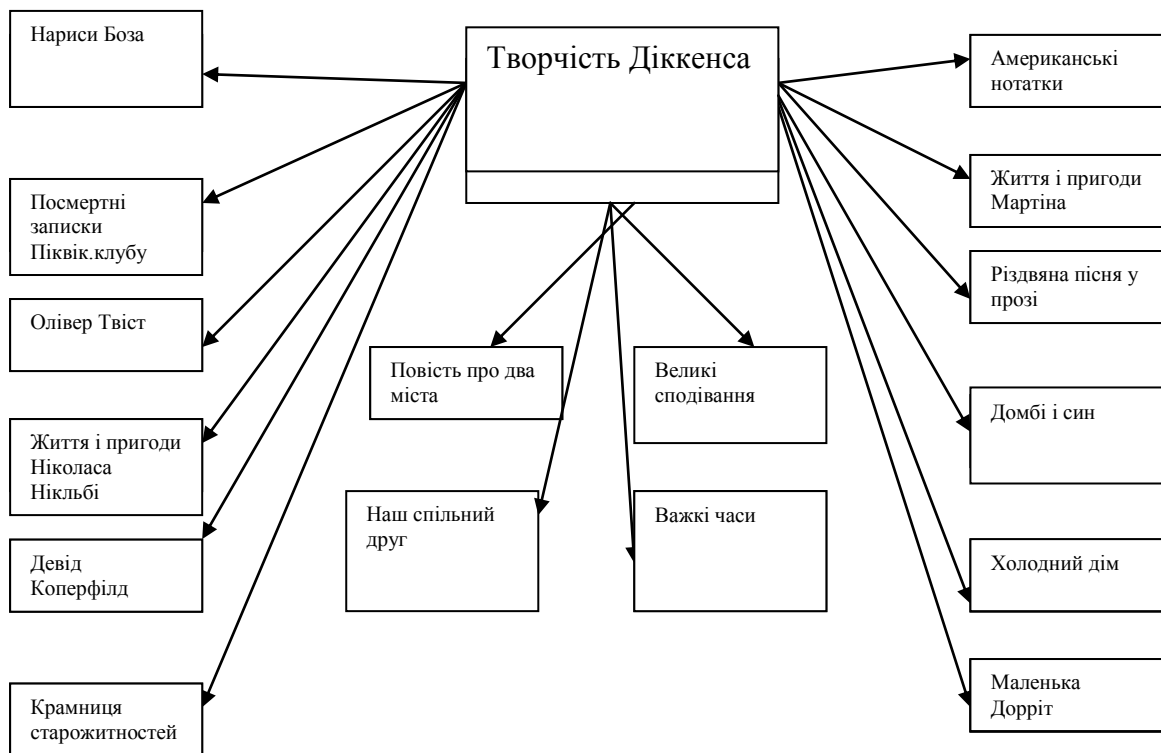 Творчість Діккенса
Нариси Боза
Посмертні
записки
Піквік.клубу
Олівер Твіст
Життя і пригоди
Ніколаса
Нікльбі
Девід
Коперфілд
Крамниця
старожитностей
Повість про два
міста
Великі
сподівання
Наш спільний
друг
Важкі часи
Американські
нотатки
Життя і пригоди
Мартіна
Різдвяна пісня у
прозі
Домбі і син
Холодний дім
Маленька
Дорріт